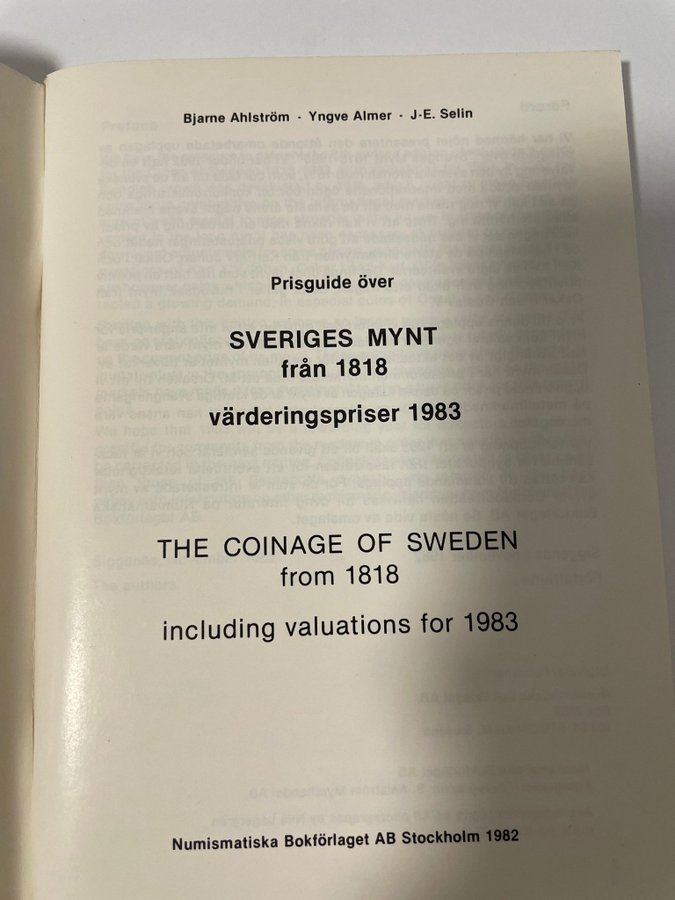 Bjarne Ahlström · Yngve Almer · J-E. Selin
Prisguide över
SVERIGES MYNT
från 1818
värderingspriser 1983
THE COINAGE OF SWEDEN
from 1818
including valuations for 1983
Numismatiska Bokförlaget AB Stockholm 1982